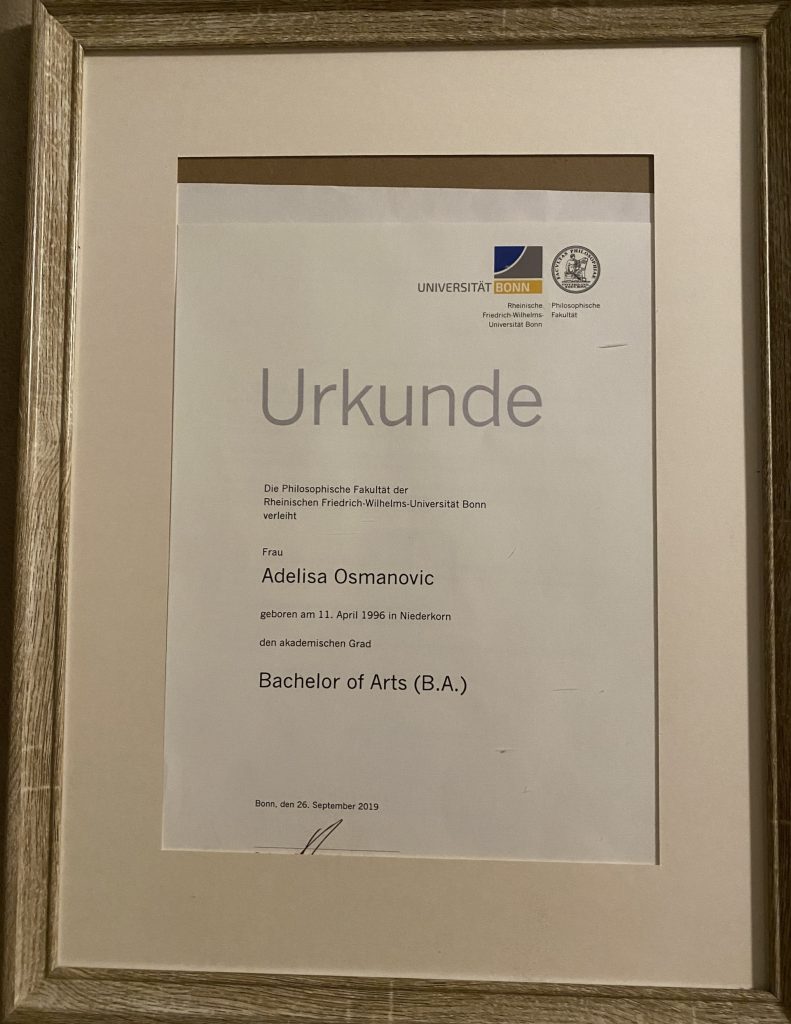 UNIVERSITÄT BONN
Rheinische
Friedrich-Wilhelms-
Universität Bonn
FACULTAS PHILOSOPHIAE
Philosophische
Fakultät
Urkunde
Die Philosophische Fakultät der
Rheinischen Friedrich-Wilhelms-Universität Bonn
verleiht
Frau
Adelisa Osmanovic
geboren am 11. April 1996 in Niederkorn
den akademischen Grad
Bachelor of Arts (B.A.)
Bonn, den 26. September 2019